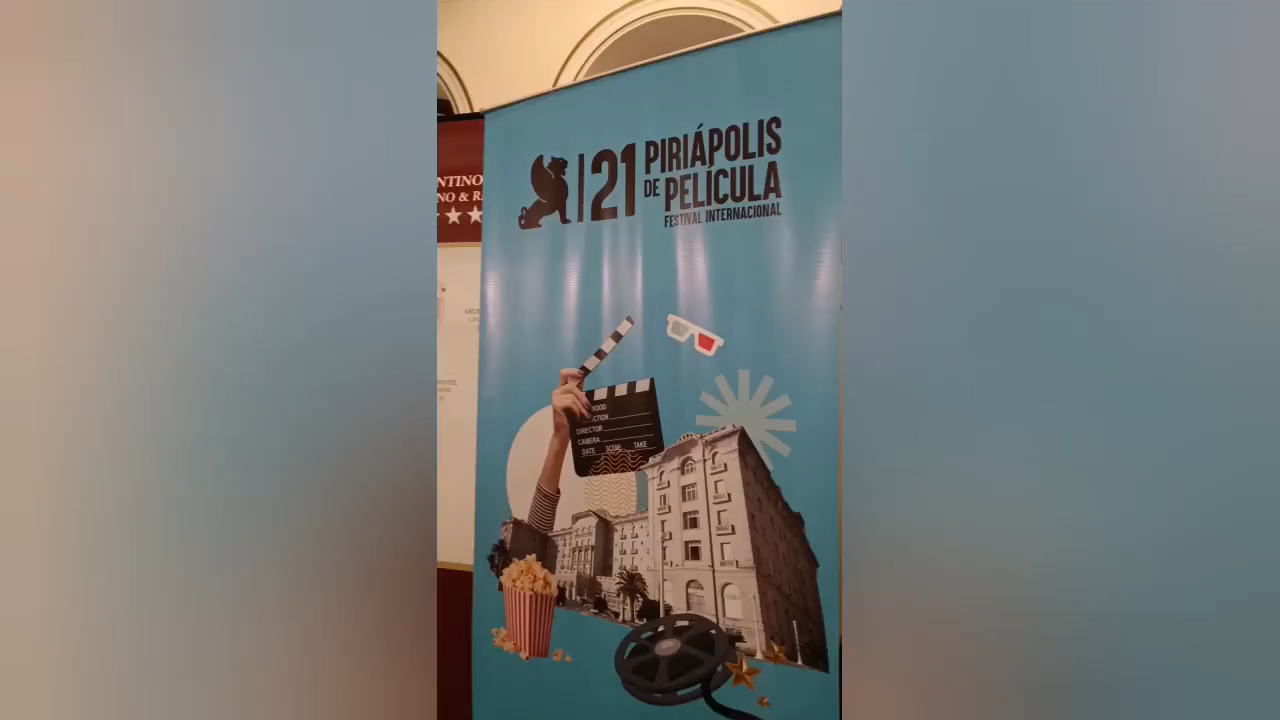 21 PIRIÁPOLIS
DE PELÍCULA
FESTIVAL INTERNACIONAL
DIRECTOR
CAMERA
DATE SCENE TAKE